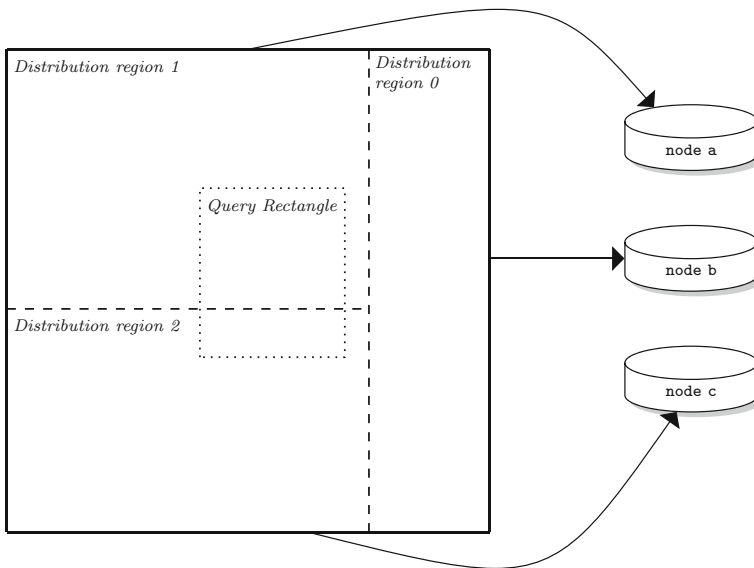 Distribution region 1
Distribution
region 0
Query Rectangle
Distribution region 2
node a
node b
node c